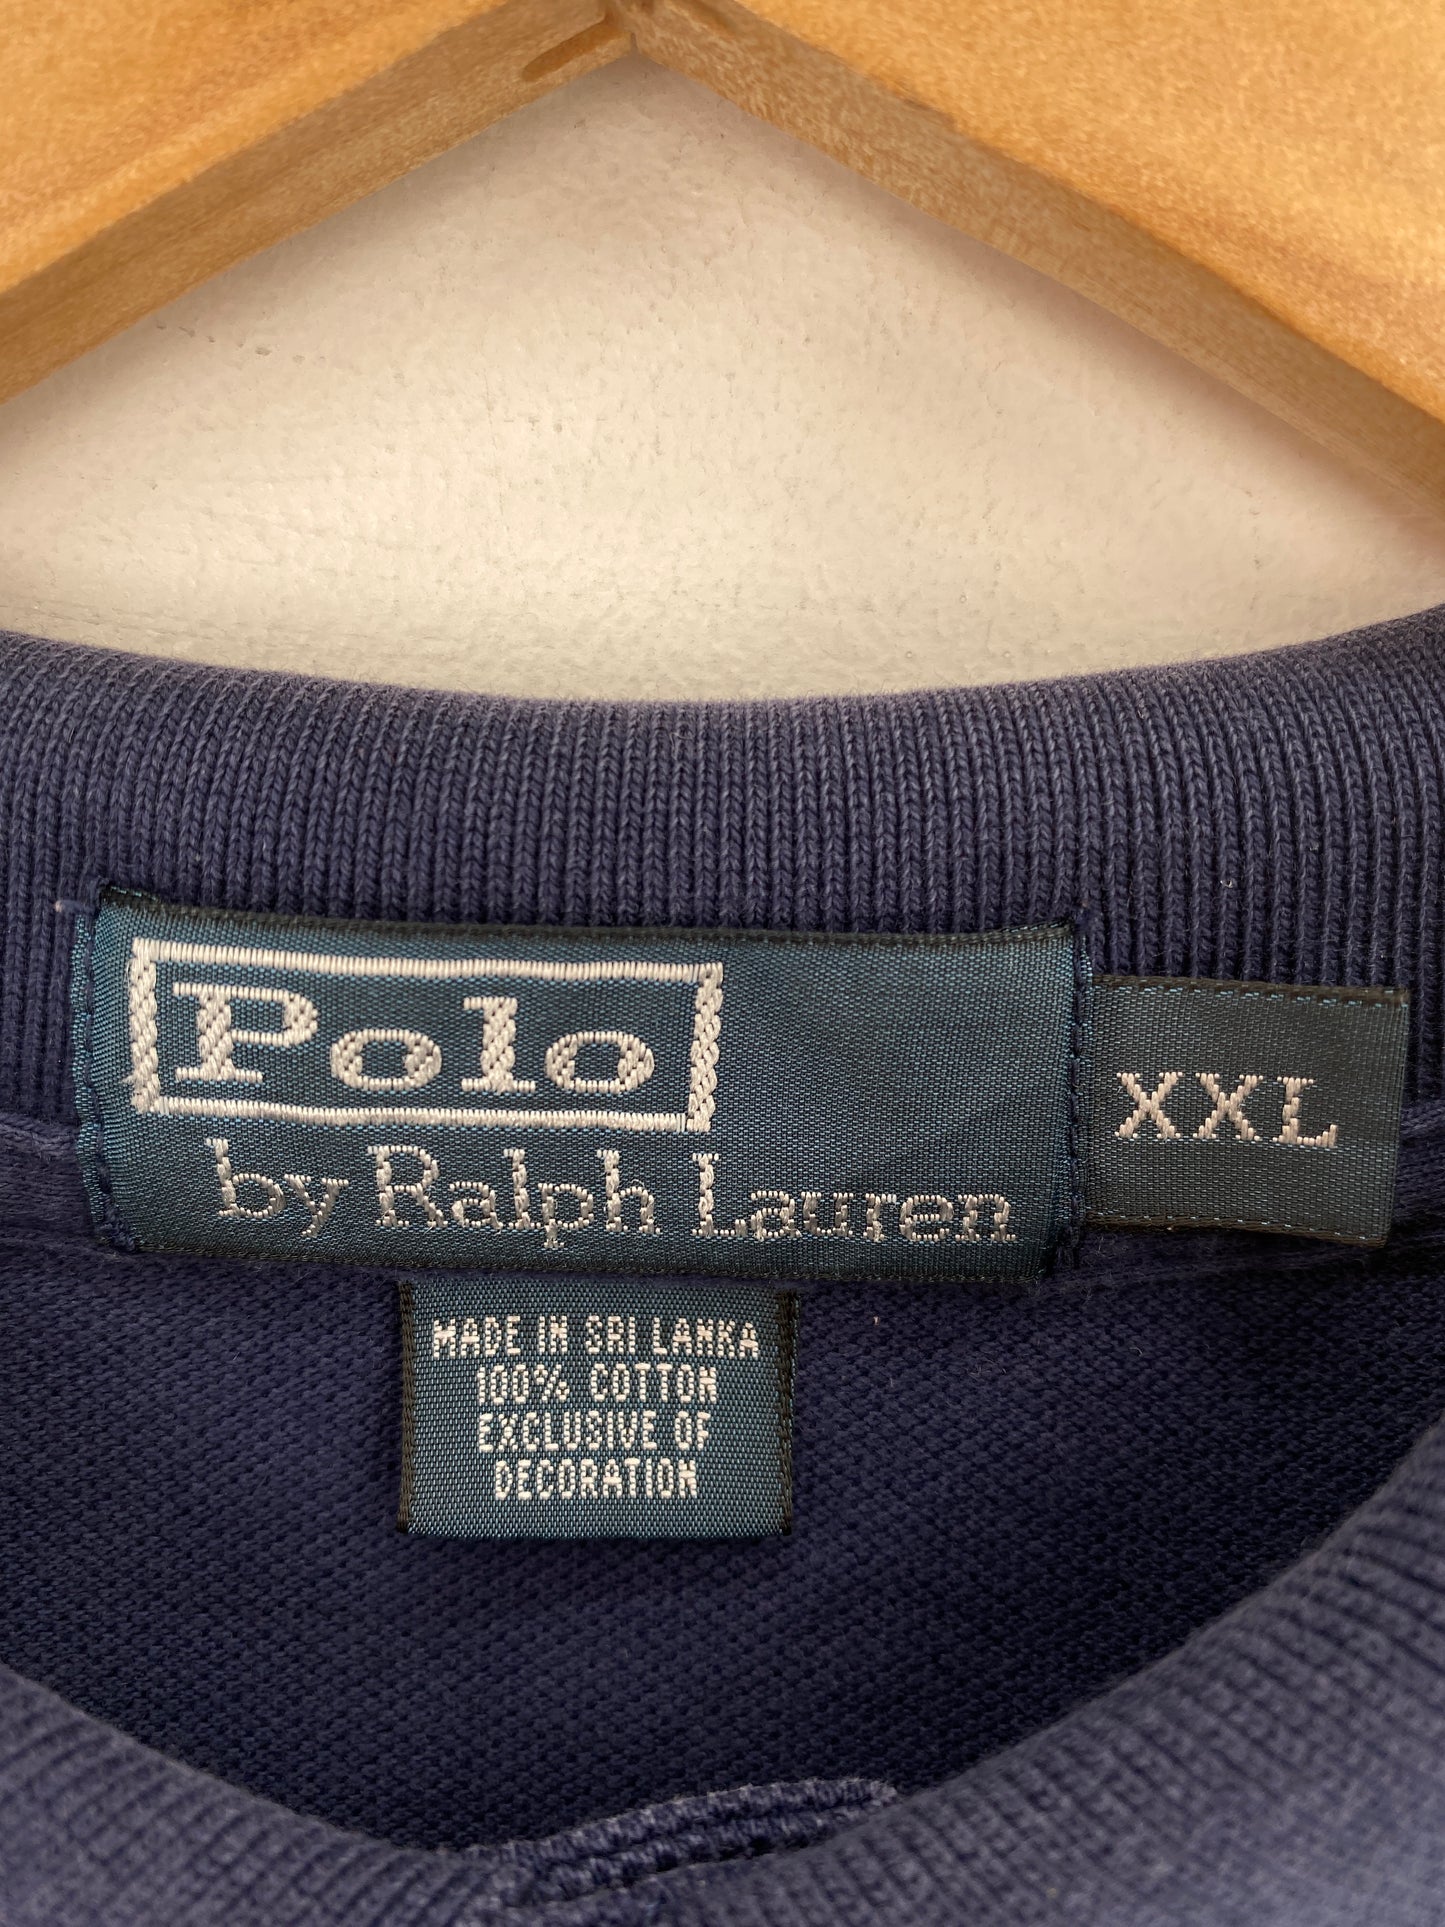 Polo
by Ralph Lauren
XXL
MADE IN SRI LANKA
100% COTTON
EXCLUSIVE OF
DECORATION